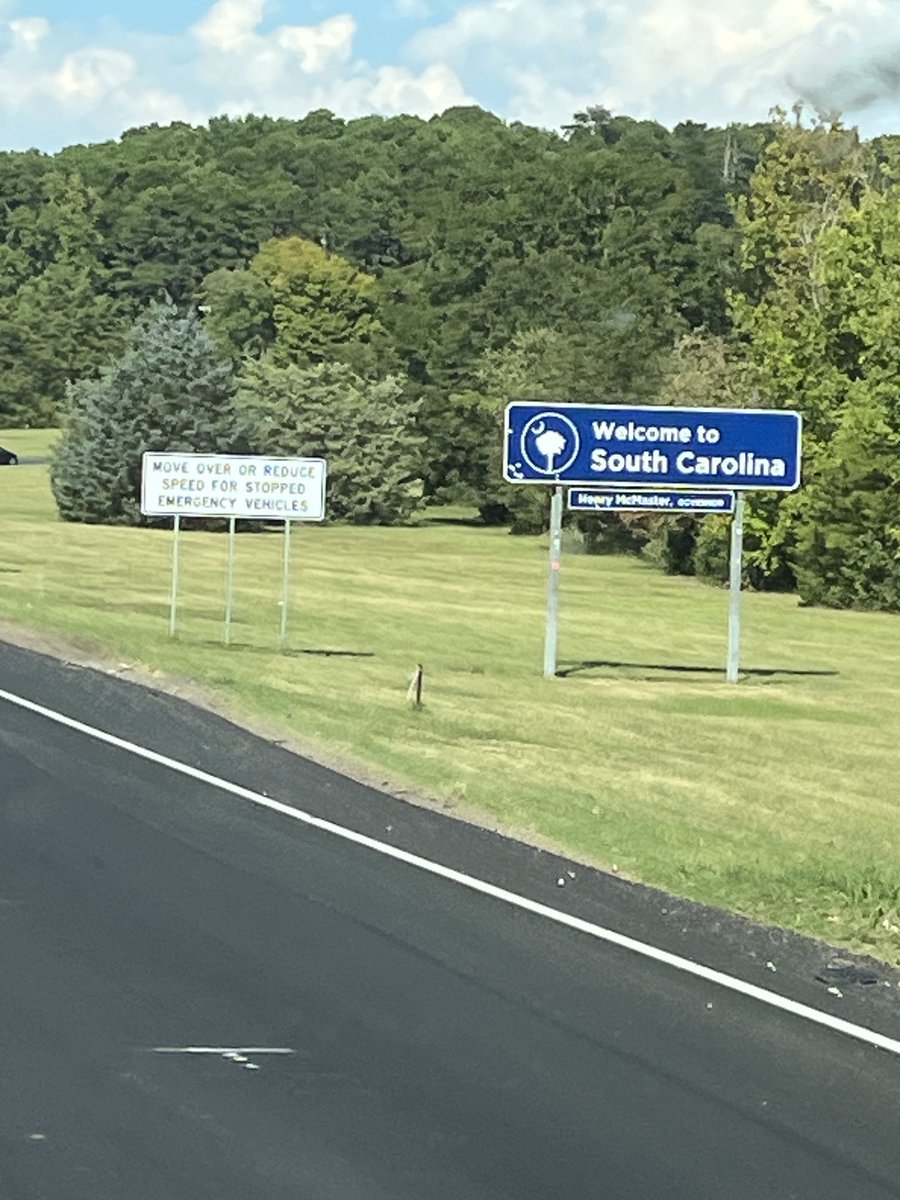 MOVE OVER OR REDUCE
SPEED FOR STOPPED
EMERGENCY VEHICLES
Welcome to
South Carolina
Henry McMaster, GOVERNOR